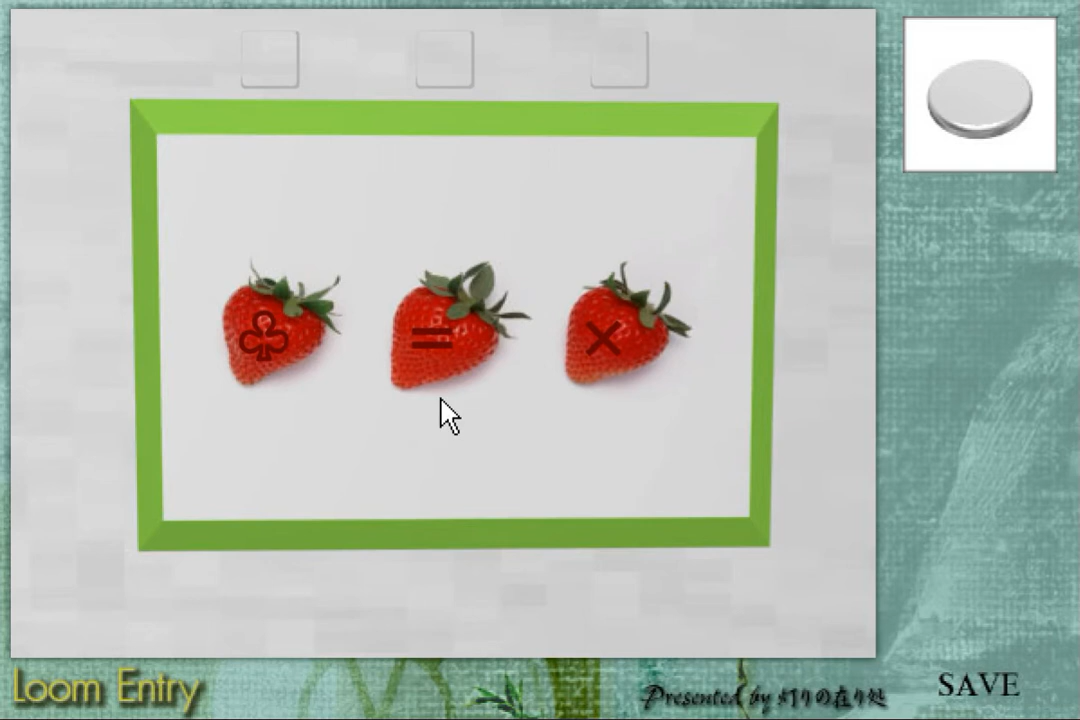 ♣ = ×
Loom Entry
Presented by 灯りの在り処
SAVE